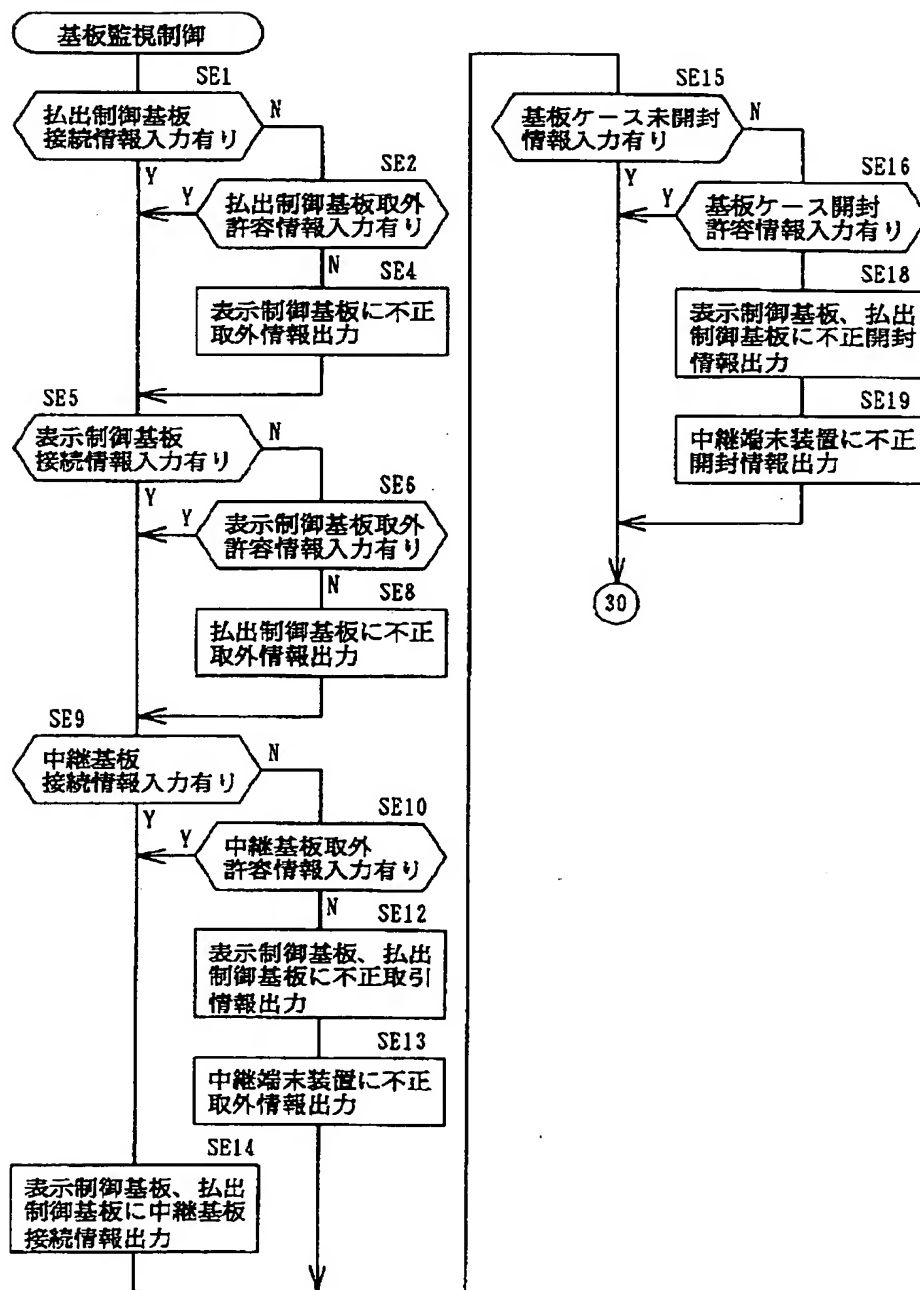 基板監視制御
SE1
払出制御基板
接続情報入力有り
N
Y
SE2
Y
払出制御基板取外
許容情報入力有り
N
SE4
表示制御基板に不正
取外情報出力
SE5
表示制御基板
接続情報入力有り
N
Y
SE6
Y
表示制御基板取外
許容情報入力有り
N
SE8
払出制御基板に不正
取外情報出力
SE9
中継基板
接続情報入力有り
N
Y
SE10
Y
中継基板取外
許容情報入力有り
N
SE12
表示制御基板、払出
制御基板に不正取引
情報出力
SE13
中継端末装置に不正
取外情報出力
SE14
表示制御基板、払出
制御基板に中継基板
接続情報出力
SE15
基板ケース未開封
情報入力有り
N
Y
SE16
Y
基板ケース開封
許容情報入力有り
SE18
表示制御基板、払出
制御基板に不正開封
情報出力
SE19
中継端末装置に不正
開封情報出力
30